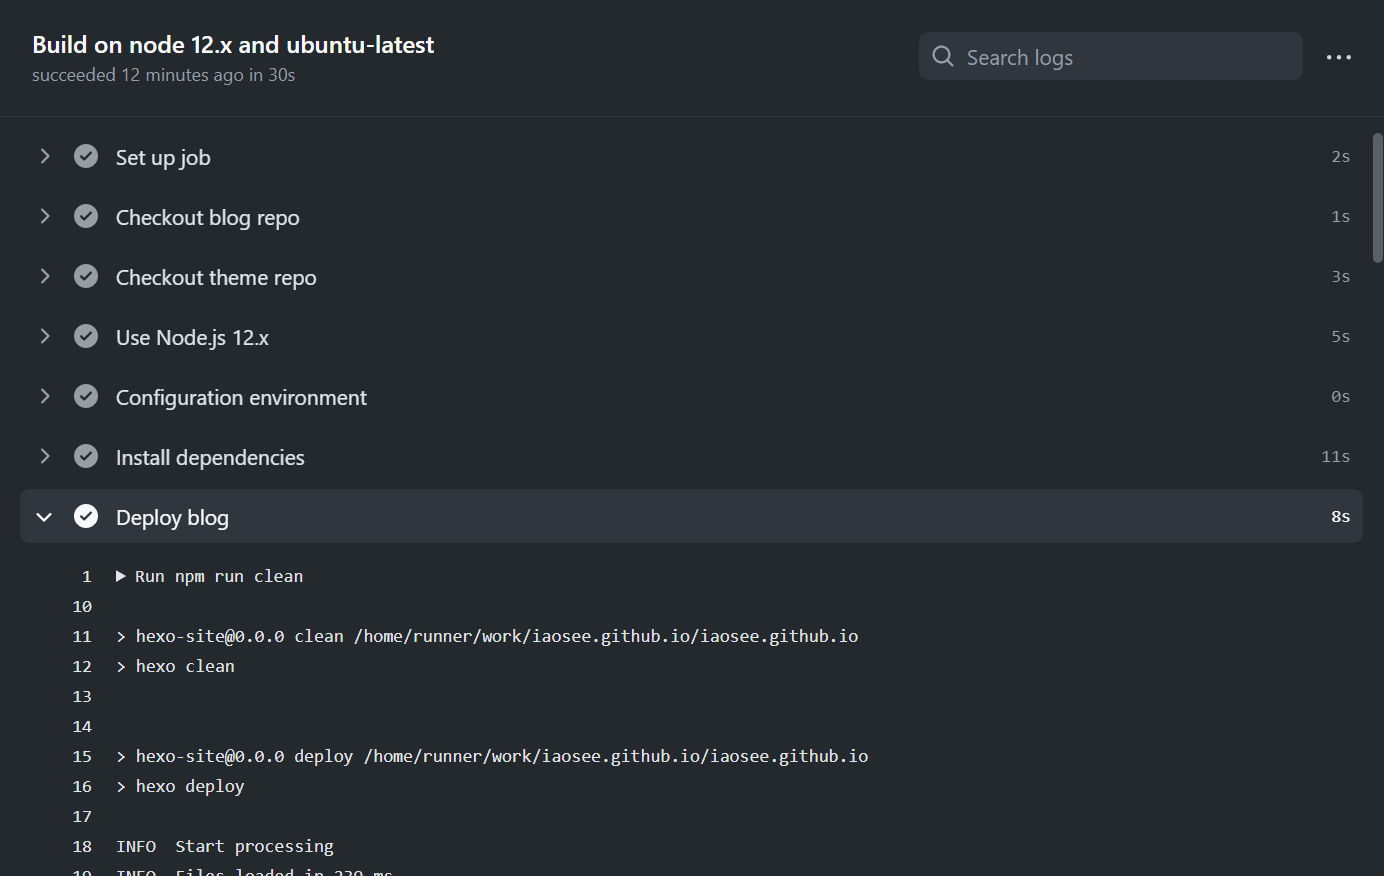 Build on node 12.x and ubuntu-latest
succeeded 12 minutes ago in 30s
Search logs
Set up job 2s
Checkout blog repo 1s
Checkout theme repo 3s
Use Node.js 12.x 5s
Configuration environment 0s
Install dependencies 11s
Deploy blog 8s
1 Run npm run clean
10
11 > hexo-site@0.0.0 clean /home/runner/work/iaosee.github.io/iaosee.github.io
12 > hexo clean
13
14
15 > hexo-site@0.0.0 deploy /home/runner/work/iaosee.github.io/iaosee.github.io
16 > hexo deploy
17
18 INFO  Start processing
19 INFO  Files loaded in 239 ms